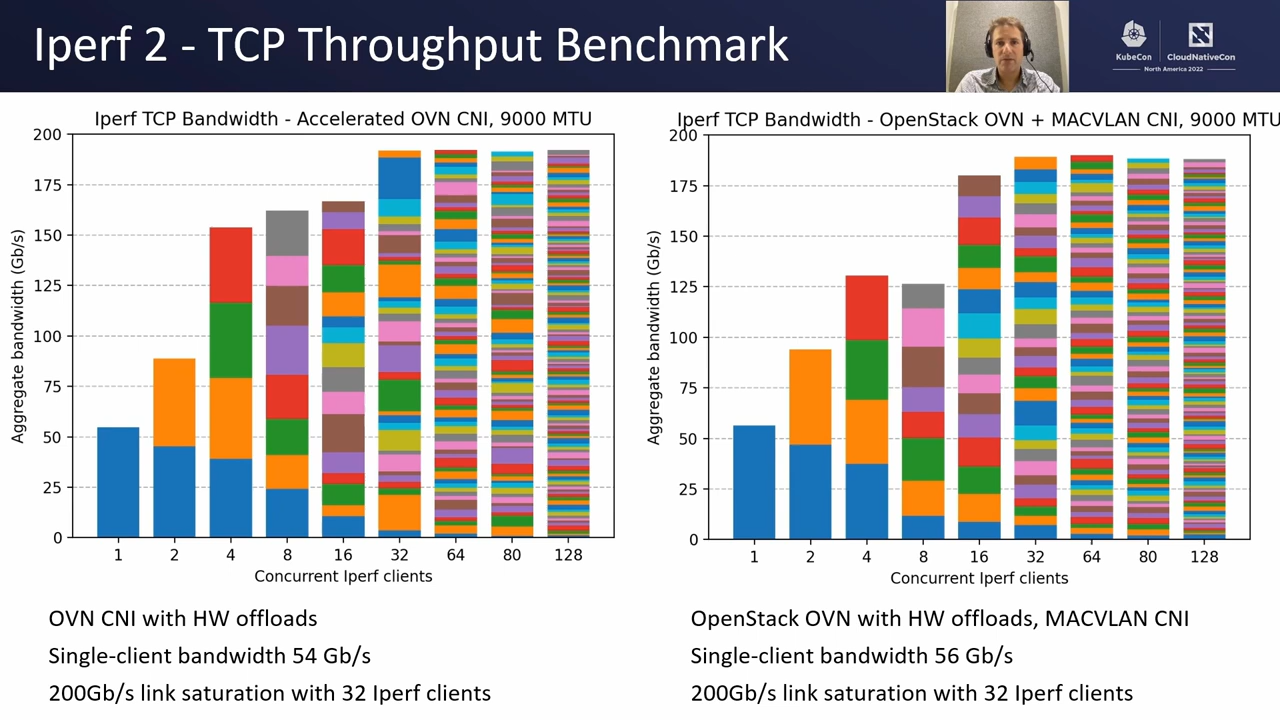 Iperf 2 - TCP Throughput Benchmark
KubeCon
CloudNativeCon
North America 2022
Iperf TCP Bandwidth - Accelerated OVN CNI, 9000 MTU
200
175
150
125
100
75
50
25
0
Aggregate bandwidth (Gb/s)
1 2 4 8 16 32 64 80 128
Concurrent Iperf clients
OVN CNI with HW offloads
Single-client bandwidth 54 Gb/s
200Gb/s link saturation with 32 Iperf clients
Iperf TCP Bandwidth - OpenStack OVN + MACVLAN CNI, 9000 MTU
200
175
150
125
100
75
50
25
0
Aggregate bandwidth (Gb/s)
1 2 4 8 16 32 64 80 128
Concurrent Iperf clients
OpenStack OVN with HW offloads, MACVLAN CNI
Single-client bandwidth 56 Gb/s
200Gb/s link saturation with 32 Iperf clients